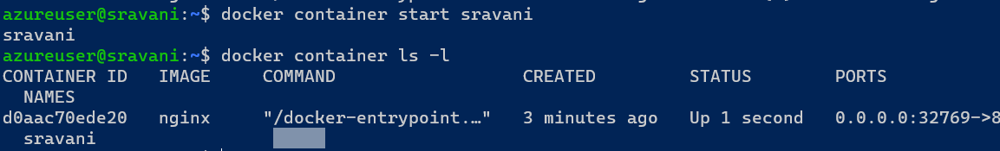 azureuser@sravani:~$ docker container start sravani
sravani
azureuser@sravani:~$ docker container ls -l
CONTAINER ID   IMAGE     COMMAND                  CREATED         STATUS         PORTS
  NAMES
d0aac70ede20   nginx     "/docker-entrypoint.…"   3 minutes ago   Up 1 second   0.0.0.0:32769->8
  sravani